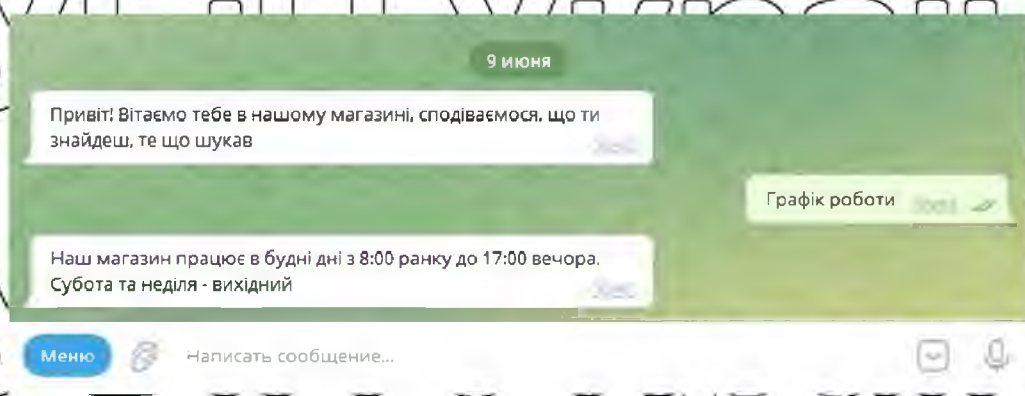 9 июня
Привіт! Вітаємо тебе в нашому магазині, сподіваємося, що ти
знайдеш, те що шукав
Графік роботи
Наш магазин працює в будні дні з 8:00 ранку до 17:00 вечора.
Субота та неділя - вихідний
Меню
Написать сообщение...